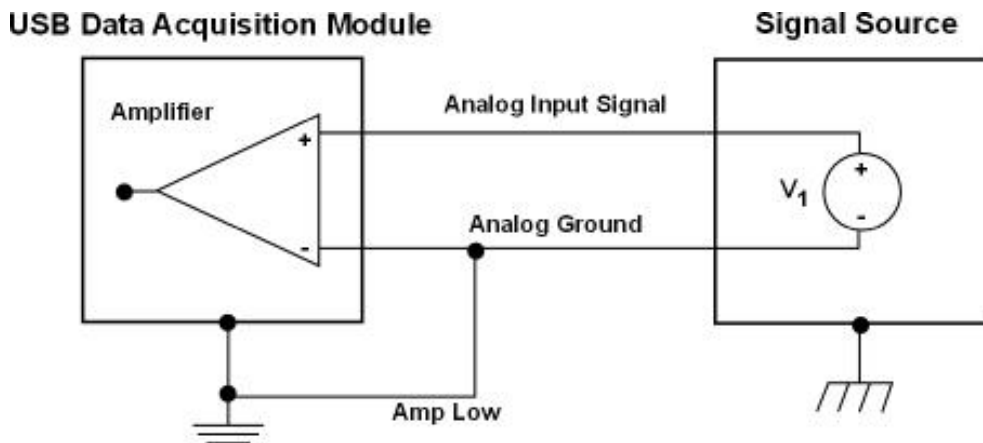 USB Data Acquisition Module
Signal Source
Amplifier
Analog Input Signal
+
+
V1
-
Analog Ground
-
Amp Low